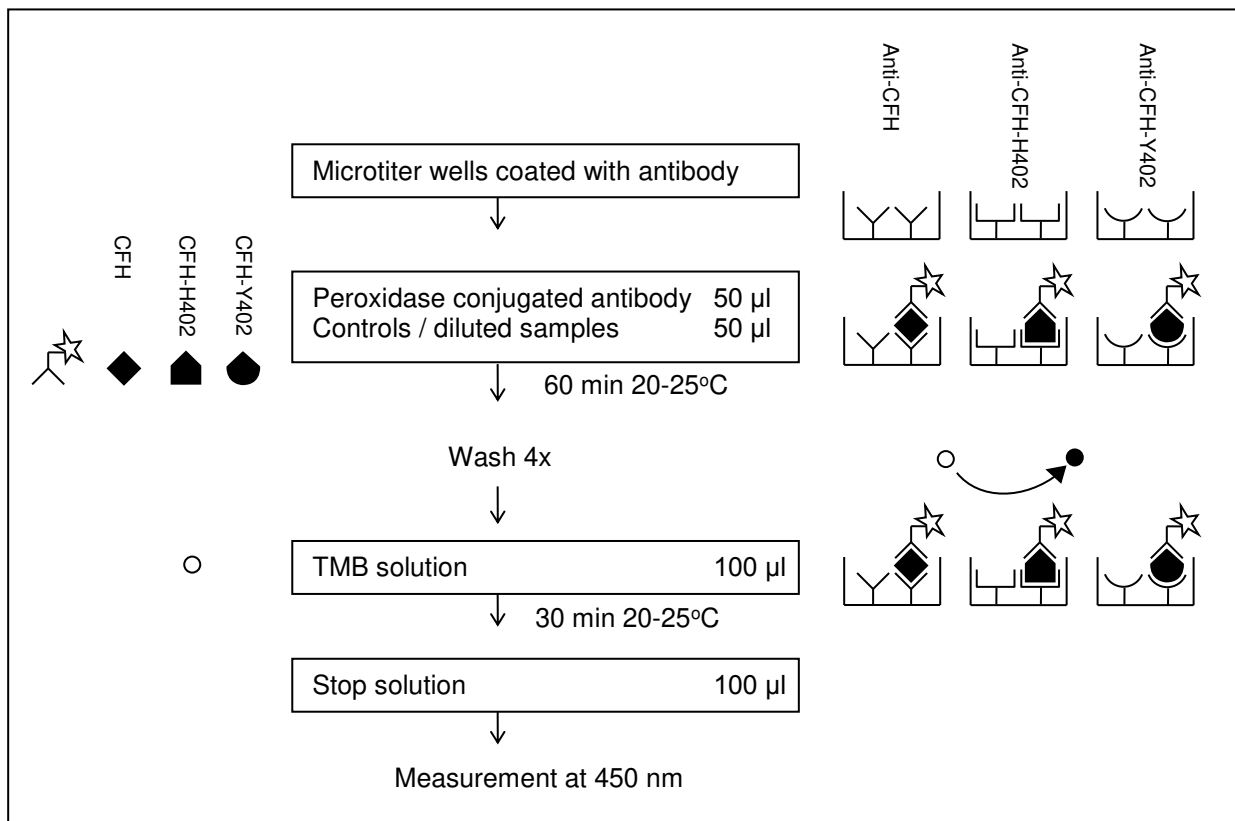 Anti-CFH
Anti-CFH-H402
Anti-CFH-Y402
Microtiter wells coated with antibody
CFH
CFH-H402
CFH-Y402
Peroxidase conjugated antibody 50 µl
Controls / diluted samples 50 µl
60 min 20-25°C
Wash 4x
TMB solution 100 µl
30 min 20-25°C
Stop solution 100 µl
Measurement at 450 nm